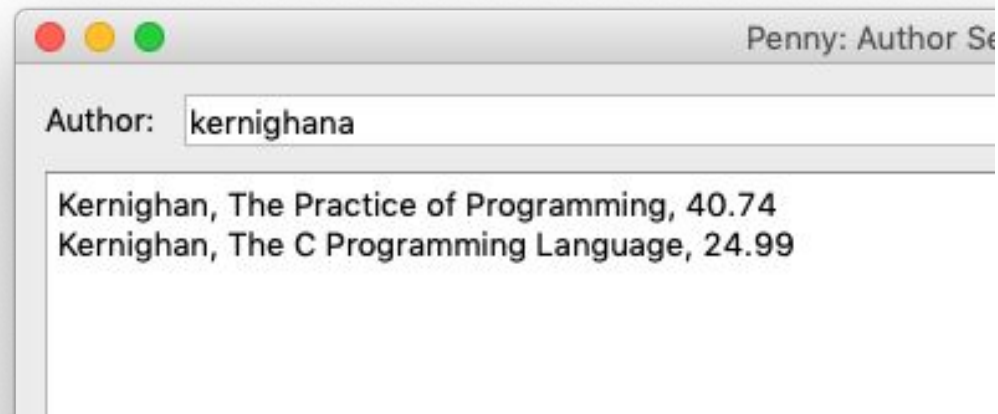 Penny: Author Se
Author: kernighana
Kernighan, The Practice of Programming, 40.74
Kernighan, The C Programming Language, 24.99